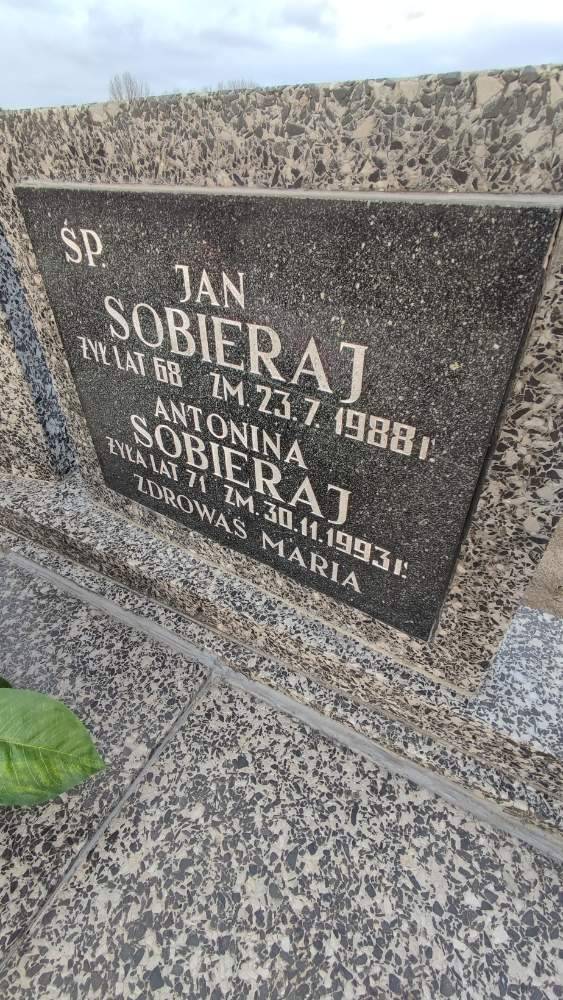 ŚP.
JAN
SOBIERAJ
ŻYŁ LAT 68 ZM. 23.7.1988 r.
ANTONINA
SOBIERAJ
ŻYŁA LAT 71 ZM. 30.11.1993 r.
ZDROWAŚ MARIA